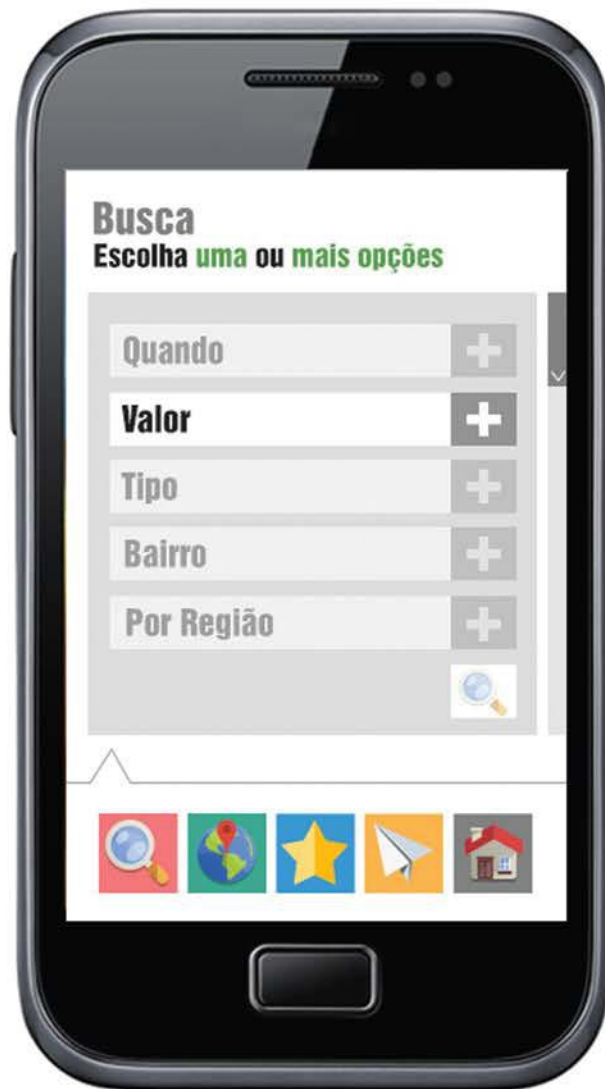 Busca
Escolha uma ou mais opções
Quando
Valor
Tipo
Bairro
Por Região